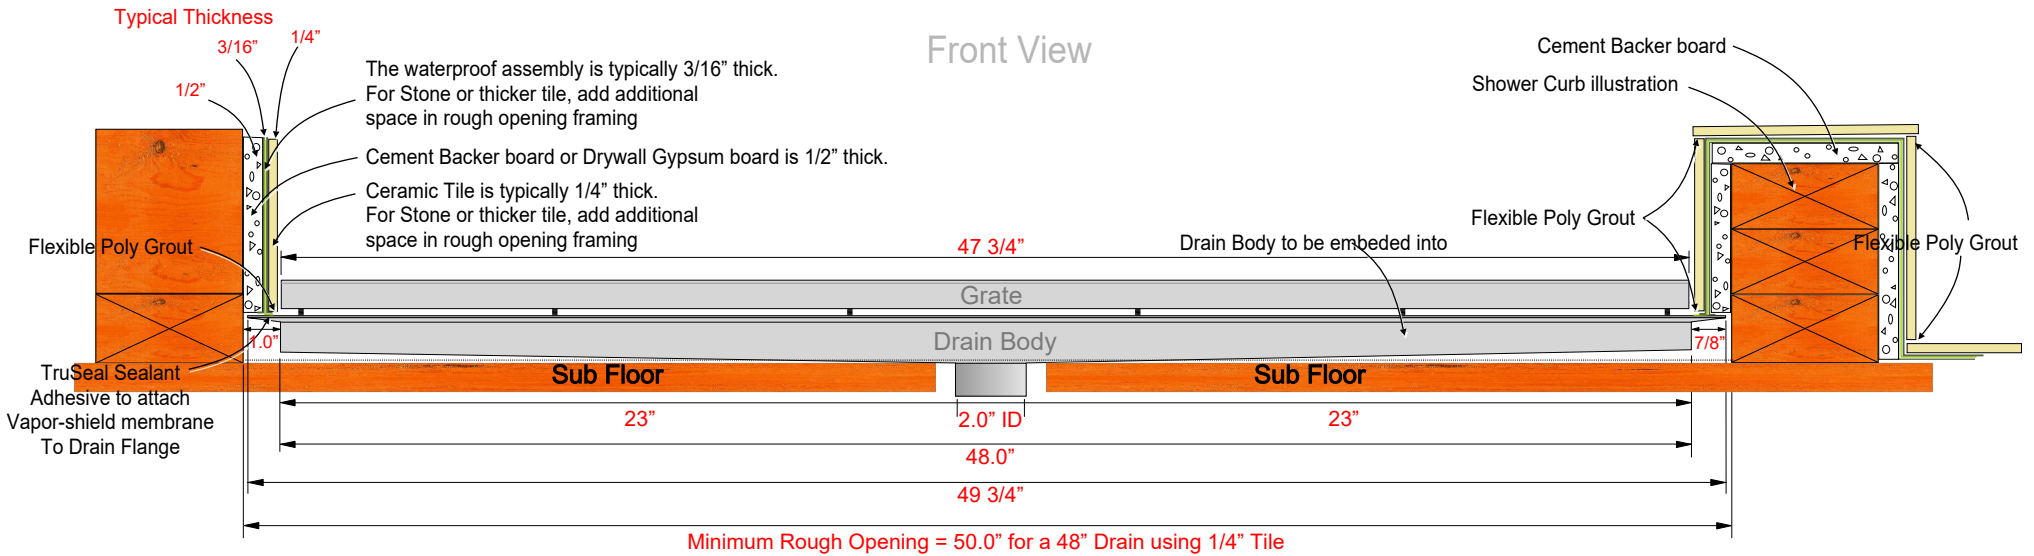 Typical Thickness
3/16”
1/4”
1/2”
Front View
The waterproof assembly is typically 3/16” thick.
For Stone or thicker tile, add additional
space in rough opening framing
Cement Backer board or Drywall Gypsum board is 1/2” thick.
Ceramic Tile is typically 1/4” thick.
For Stone or thicker tile, add additional
space in rough opening framing
Cement Backer board
Shower Curb illustration
Flexible Poly Grout
Flexible Poly Grout
Flexible Poly Grout
47 3/4”
Drain Body to be embeded into
Grate
Drain Body
1.0”
7/8”
TruSeal Sealant
Adhesive to attach
Vapor-shield membrane
To Drain Flange
Sub Floor
Sub Floor
23”
2.0” ID
23”
48.0”
49 3/4”
Minimum Rough Opening = 50.0” for a 48” Drain using 1/4” Tile